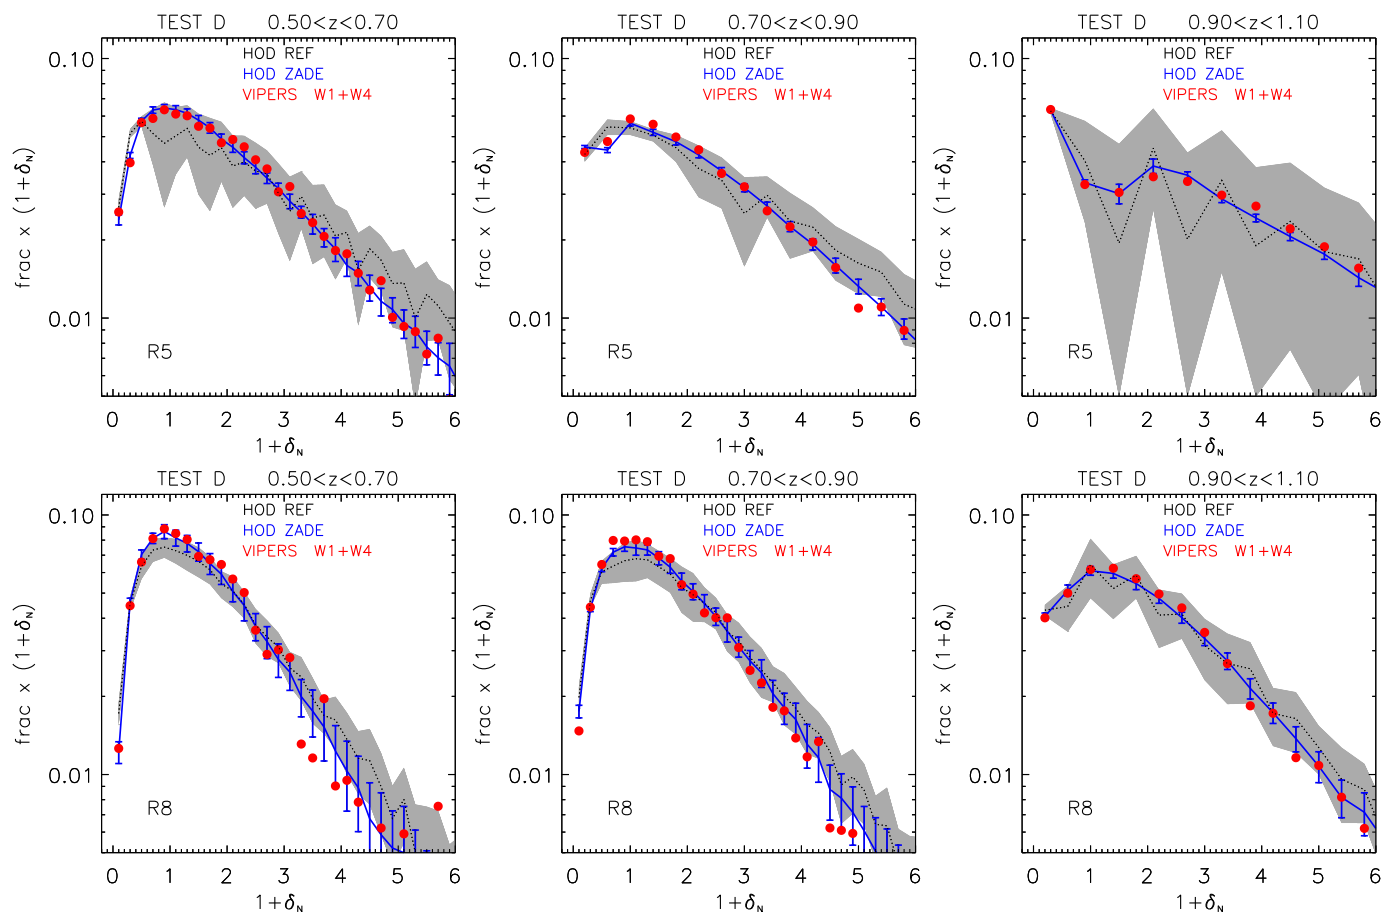 TEST D 0.50<z<0.70
TEST D 0.70<z<0.90
TEST D 0.90<z<1.10
frac x (1+δN)
0.10
0.01
HOD REF
HOD ZADE
VIPERS W1+W4
R5
0 1 2 3 4 5 6
1+δN
frac x (1+δN)
0.10
0.01
HOD REF
HOD ZADE
VIPERS W1+W4
R5
0 1 2 3 4 5 6
1+δN
frac x (1+δN)
0.10
0.01
HOD REF
HOD ZADE
VIPERS W1+W4
R5
0 1 2 3 4 5 6
1+δN
TEST D 0.50<z<0.70
TEST D 0.70<z<0.90
TEST D 0.90<z<1.10
frac x (1+δN)
0.10
0.01
HOD REF
HOD ZADE
VIPERS W1+W4
R8
0 1 2 3 4 5 6
1+δN
frac x (1+δN)
0.10
0.01
HOD REF
HOD ZADE
VIPERS W1+W4
R8
0 1 2 3 4 5 6
1+δN
frac x (1+δN)
0.10
0.01
HOD REF
HOD ZADE
VIPERS W1+W4
R8
0 1 2 3 4 5 6
1+δN